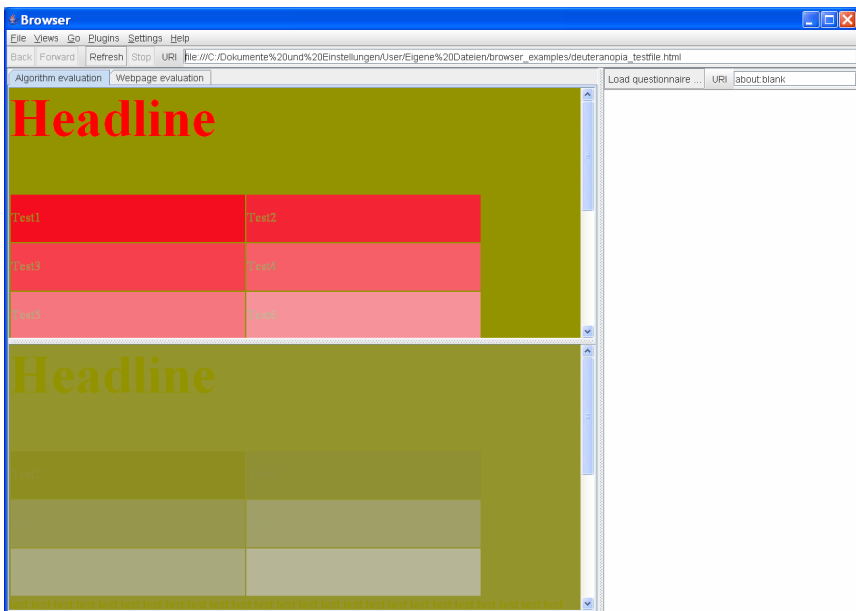 Browser
File Views Go Plugins Settings Help
Back Forward Refresh Stop URI file:///C:/Dokumente%20und%20Einstellungen/User/Eigene%20Dateien/browser_examples/deuteranopia_testfile.html
Algorithm evaluation Webpage evaluation
Load questionnaire ... URI about:blank
Headline
Test1 Test2
Test3 Test4
Test5 Test6
Headline
Test1